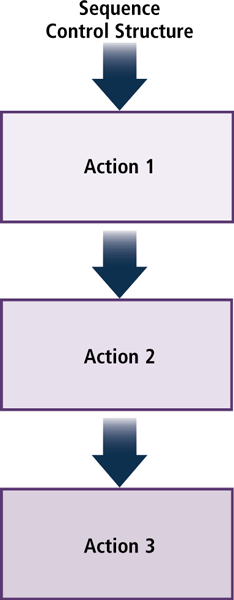 Sequence
Control Structure
Action 1
Action 2
Action 3